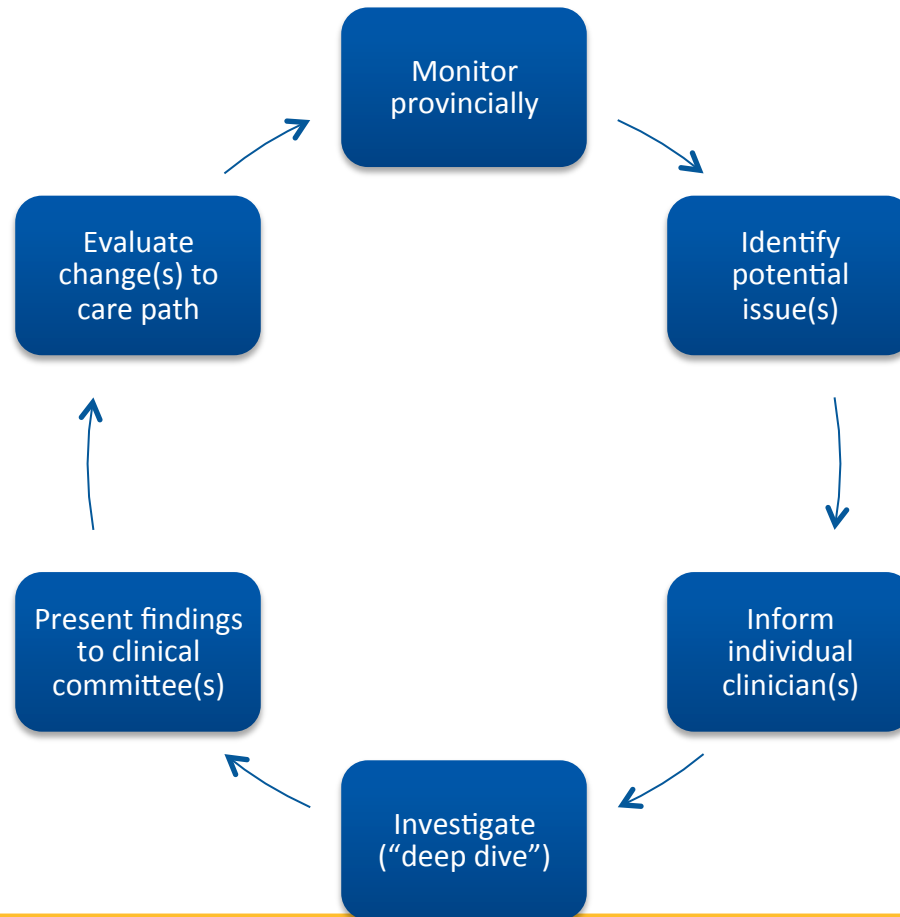 Monitor
provincially
Identify
potential
issue(s)
Inform
individual
clinician(s)
Investigate
(“deep dive”)
Present findings
to clinical
committee(s)
Evaluate
change(s) to
care path